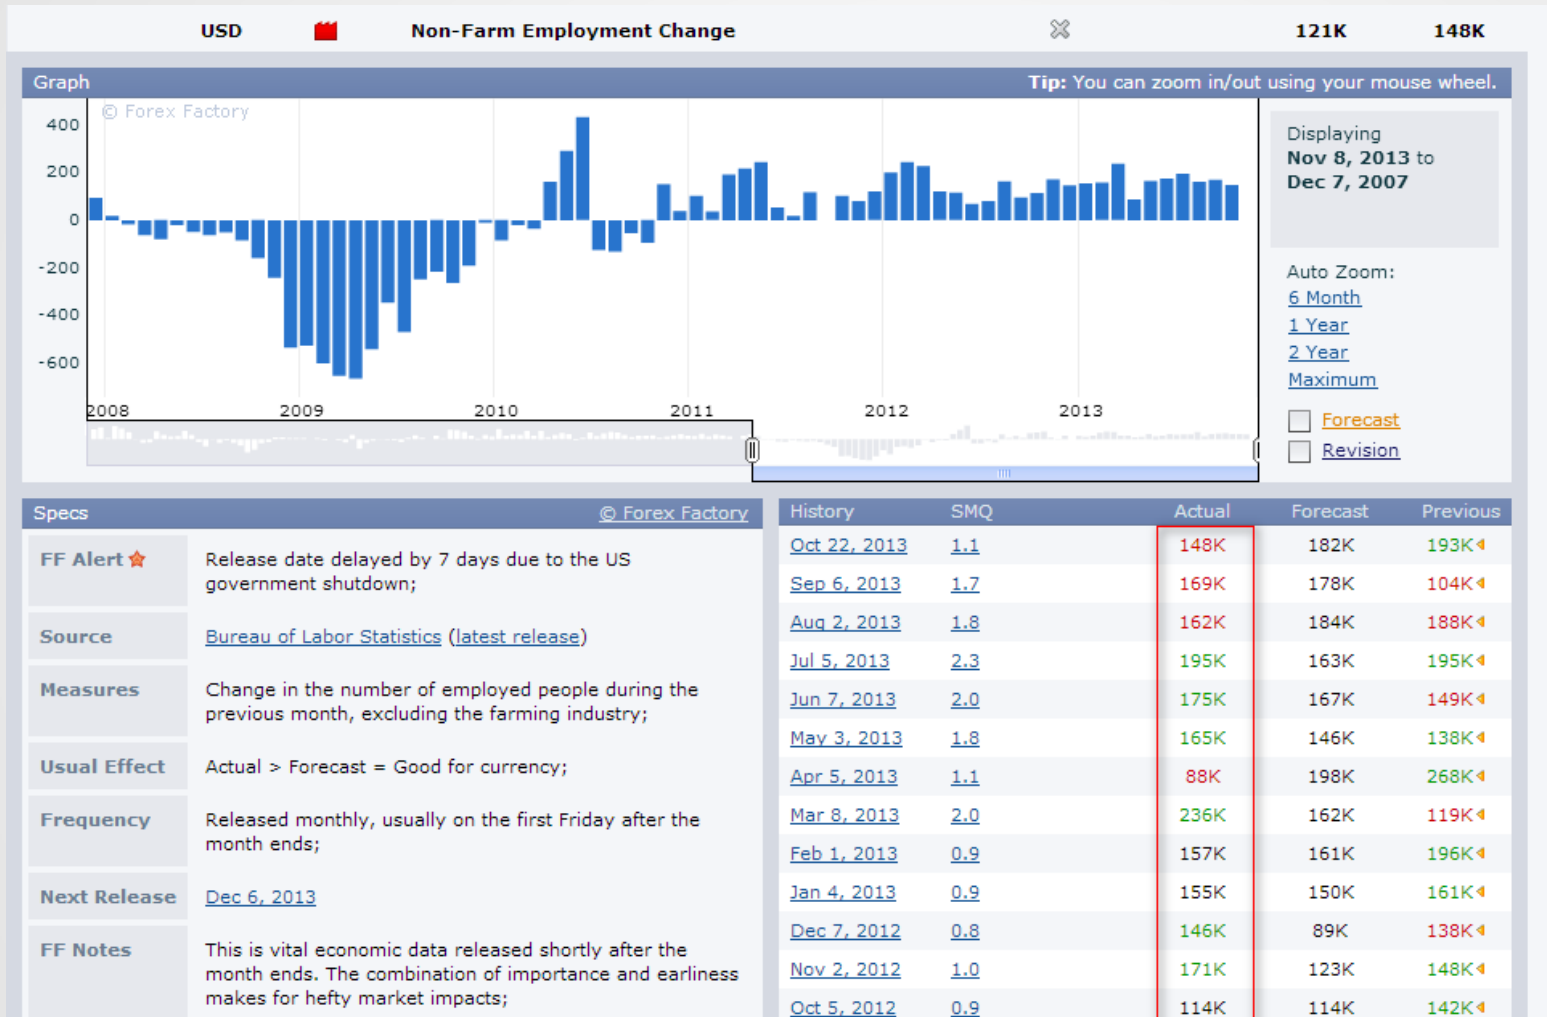 USD Non-Farm Employment Change 121K 148K
Graph Tip: You can zoom in/out using your mouse wheel.
© Forex Factory
400
200
0
-200
-400
-600
2008 2009 2010 2011 2012 2013
Displaying
Nov 8, 2013 to
Dec 7, 2007
Auto Zoom:
6 Month
1 Year
2 Year
Maximum
Forecast
Revision
Specs © Forex Factory
FF Alert Release date delayed by 7 days due to the US
government shutdown;
Source Bureau of Labor Statistics (latest release)
Measures Change in the number of employed people during the
previous month, excluding the farming industry;
Usual Effect Actual > Forecast = Good for currency;
Frequency Released monthly, usually on the first Friday after the
month ends;
Next Release Dec 6, 2013
FF Notes This is vital economic data released shortly after the
month ends. The combination of importance and earliness
makes for hefty market impacts;
History SMQ Actual Forecast Previous
Oct 22, 2013 1.1 148K 182K 193K
Sep 6, 2013 1.7 169K 178K 104K
Aug 2, 2013 1.8 162K 184K 188K
Jul 5, 2013 2.3 195K 163K 195K
Jun 7, 2013 2.0 175K 167K 149K
May 3, 2013 1.8 165K 146K 138K
Apr 5, 2013 1.1 88K 198K 268K
Mar 8, 2013 2.0 236K 162K 119K
Feb 1, 2013 0.9 157K 161K 196K
Jan 4, 2013 0.9 155K 150K 161K
Dec 7, 2012 0.8 146K 89K 138K
Nov 2, 2012 1.0 171K 123K 148K
Oct 5, 2012 0.9 114K 114K 142K